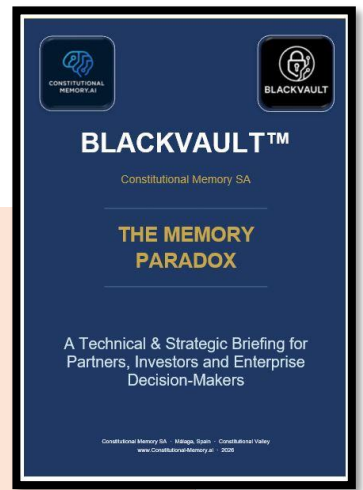 CONSTITUTIONAL
MEMORY.AI
BLACKVAULT
BLACKVAULT™
Constitutional Memory SA
THE MEMORY
PARADOX
A Technical & Strategic Briefing for
Partners, Investors and Enterprise
Decision-Makers
Constitutional Memory SA · Málaga, Spain · Constitutional Valley
www.Constitutional-Memory.ai · 2026